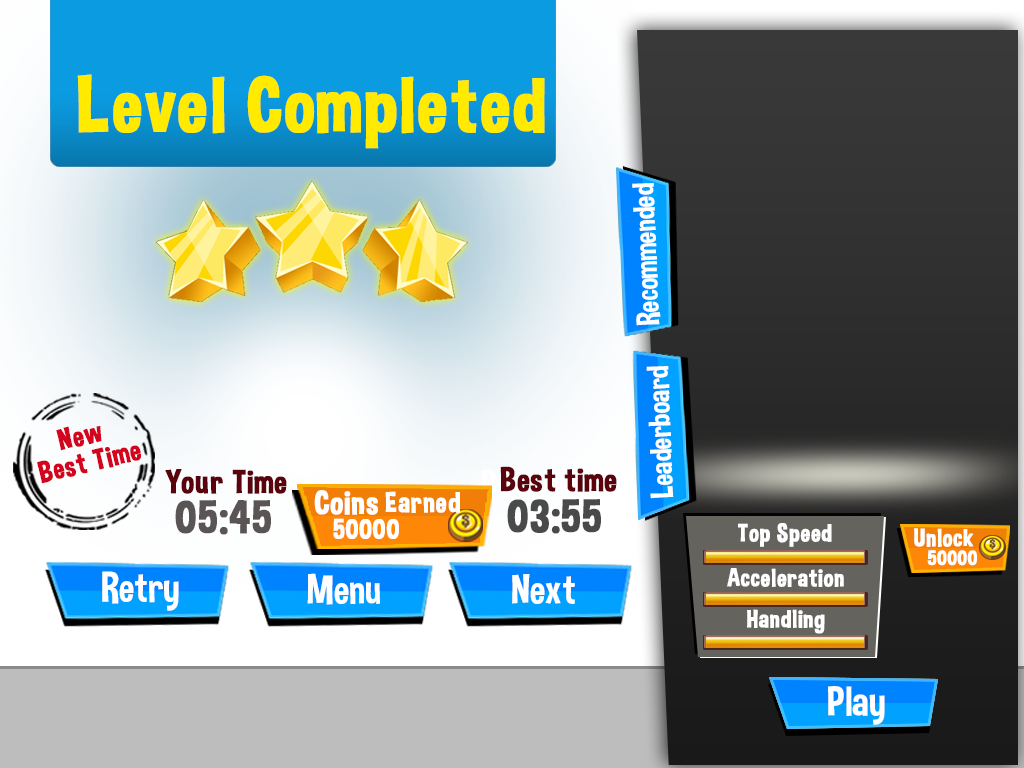 Level Completed
Recommended
Leaderboard
New
Best Time
Your Time
05:45
Coins Earned
50000
Best time
03:55
Retry
Menu
Next
Top Speed
Acceleration
Handling
Unlock
50000
Play